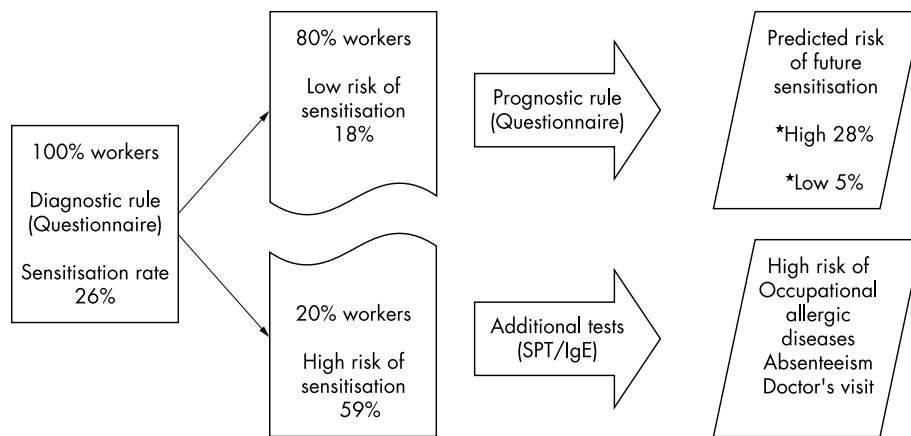 100% workers
Diagnostic rule
(Questionnaire)
Sensitisation rate
26%
80% workers
Low risk of
sensitisation
18%
20% workers
High risk of
sensitisation
59%
Prognostic rule
(Questionnaire)
Additional tests
(SPT/IgE)
Predicted risk
of future
sensitisation
★High 28%
★Low 5%
High risk of
Occupational
allergic
diseases
Absenteeism
Doctor's visit